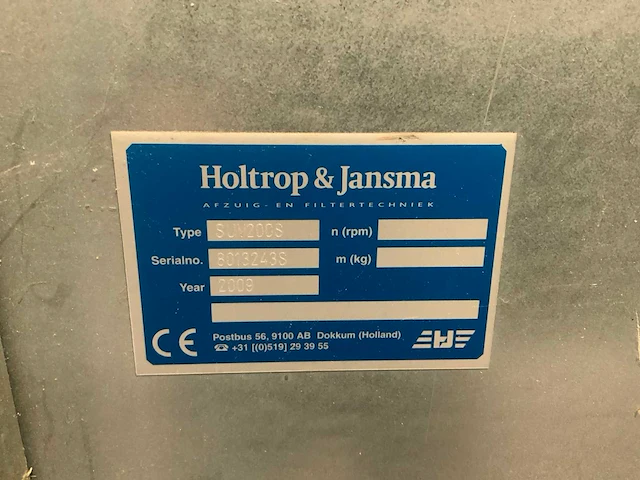 Holtrop & Jansma
AFZUIG- EN FILTERTECHNIEK
Type SUM200S n (rpm)
Serialno. m (kg)
Year 2009
CE Postbus 56, 9100 AB Dokkum (Holland)
☎ +31 [(0)519] 29 39 55